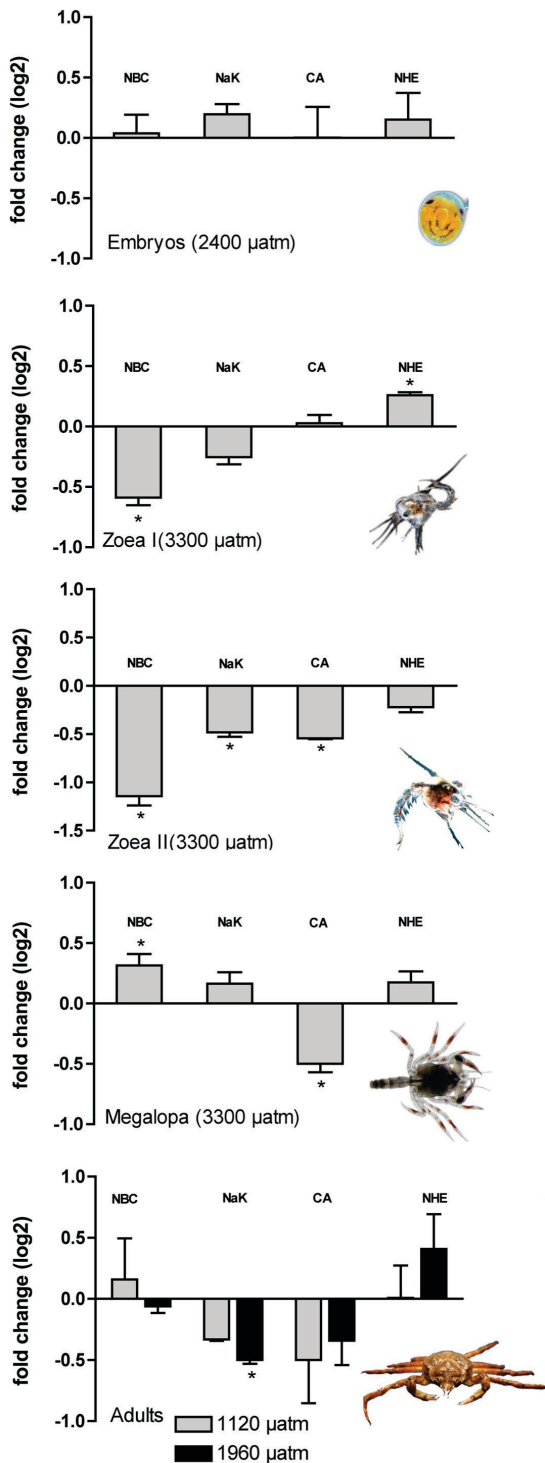 fold change (log2)
1.0
0.5
0.0
-0.5
-1.0
NBC NaK CA NHE
Embryos (2400 µatm)
fold change (log2)
1.0
0.5
0.0
-0.5
-1.0
NBC NaK CA NHE
*
*
Zoea I(3300 µatm)
fold change (log2)
1.0
0.5
0.0
-0.5
-1.0
-1.5
NBC NaK CA NHE
* *
*
Zoea II(3300 µatm)
fold change (log2)
1.0
0.5
0.0
-0.5
-1.0
NBC NaK CA NHE
*
*
Megalopa (3300 µatm)
fold change (log2)
1.0
0.5
0.0
-0.5
-1.0
NBC NaK CA NHE
*
Adults
1120 µatm
1960 µatm